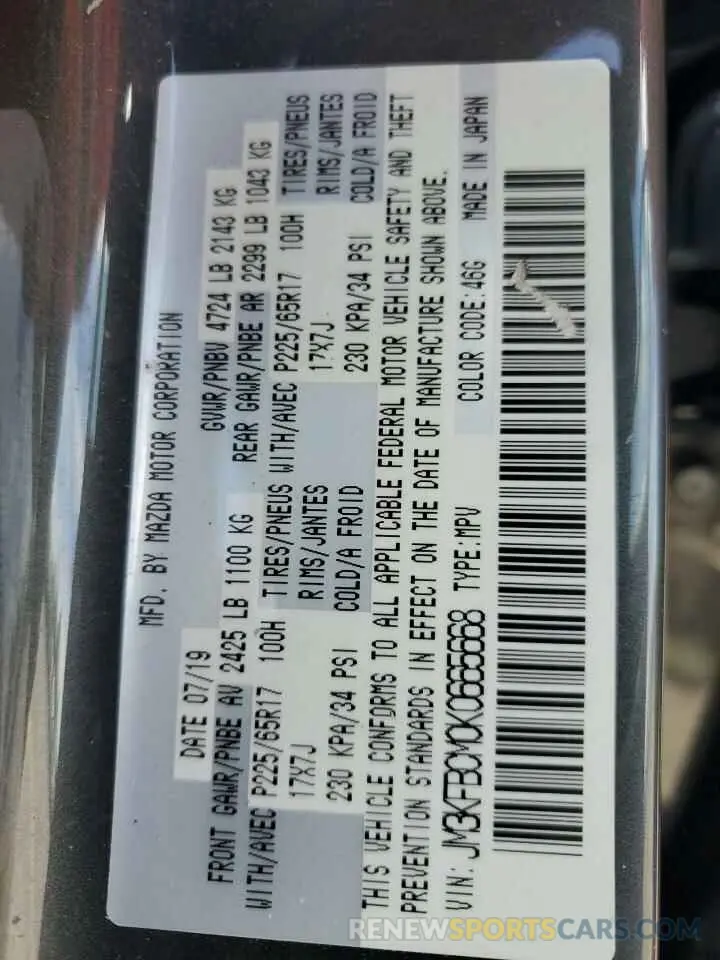 MFD. BY MAZDA MOTOR CORPORATION
DATE 07/19 GVWR/PNBV 4724 LB 2143 KG
FRONT GAWR/PNBE AV 2425 LB 1100 KG REAR GAWR/PNBE AR 2299 LB 1043 KG
WITH/AVEC P225/65R17 100H TIRES/PNEUS WITH/AVEC P225/65R17 100H TIRES/PNEUS
17X7J RIMS/JANTES 17X7J RIMS/JANTES
230 KPA/34 PSI COLD/A FROID 230 KPA/34 PSI COLD/A FROID
THIS VEHICLE CONFORMS TO ALL APPLICABLE FEDERAL MOTOR VEHICLE SAFETY AND THEFT
PREVENTION STANDARDS IN EFFECT ON THE DATE OF MANUFACTURE SHOWN ABOVE.
VIN: JM3KFBCM0K0665668 TYPE:MPV COLOR CODE:46G MADE IN JAPAN
RENEWSPORTSCARS.COM